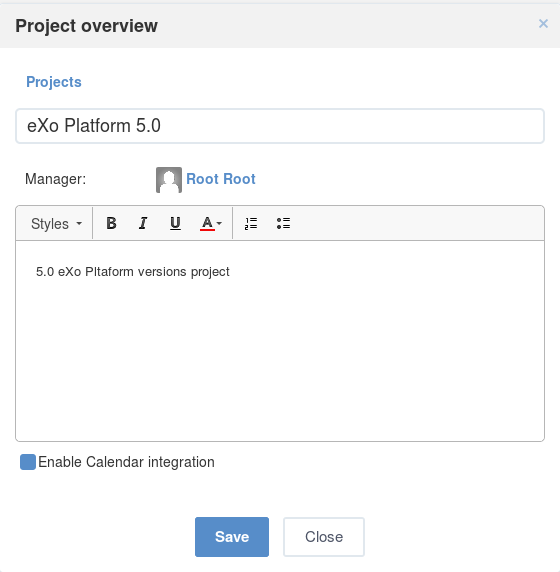 Project overview ×
Projects
eXo Platform 5.0
Manager: Root Root
Styles B I U A
5.0 eXo Pltaform versions project
Enable Calendar integration
Save Close